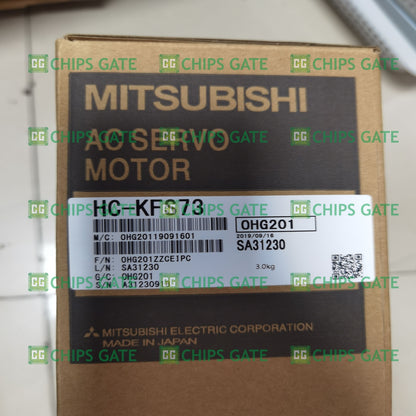 CHIPS GATE CHIPS GATE CHIPS GATE
MITSUBISHI
CHIPS GATE CHIPS GATE CHIPS GATE
AC SERVO
MOTOR
CHIPS GATE CHIPS GATE CHIPS GATE
HC-KFS73
OHG201
M/C: OHG20119091601
2019/09/16
SA31230
F/N: OHG201ZZCEIPC
L/N: SA31230
3.0kg
G/C: OHG201
CHIPS GATE CHIPS GATE CHIPS GATE
MITSUBISHI ELECTRIC CORPORATION
MADE IN JAPAN
CHIPS GATE CHIPS GATE CHIPS GATE